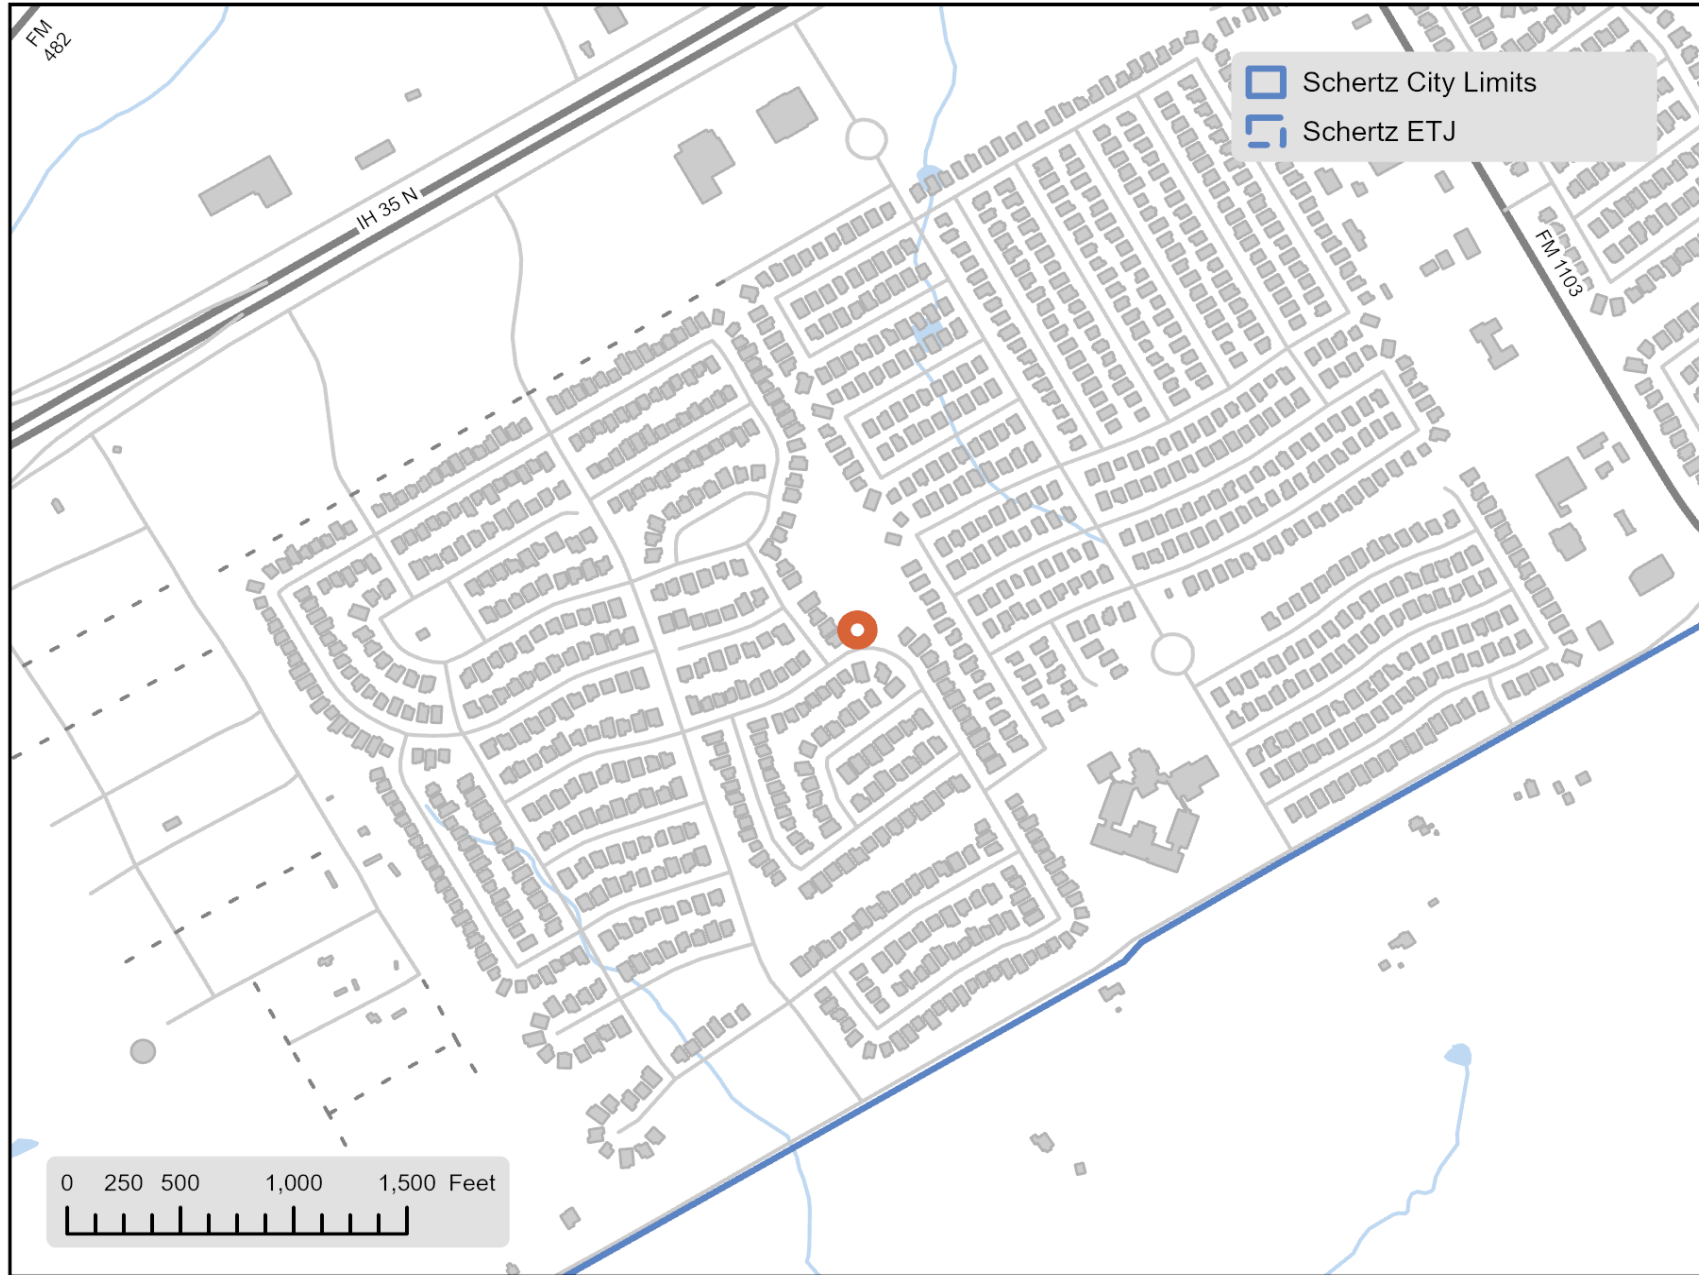 FM
482
Schertz City Limits
Schertz ETJ
IH 35 N
FM 1103
0 250 500 1,000 1,500 Feet